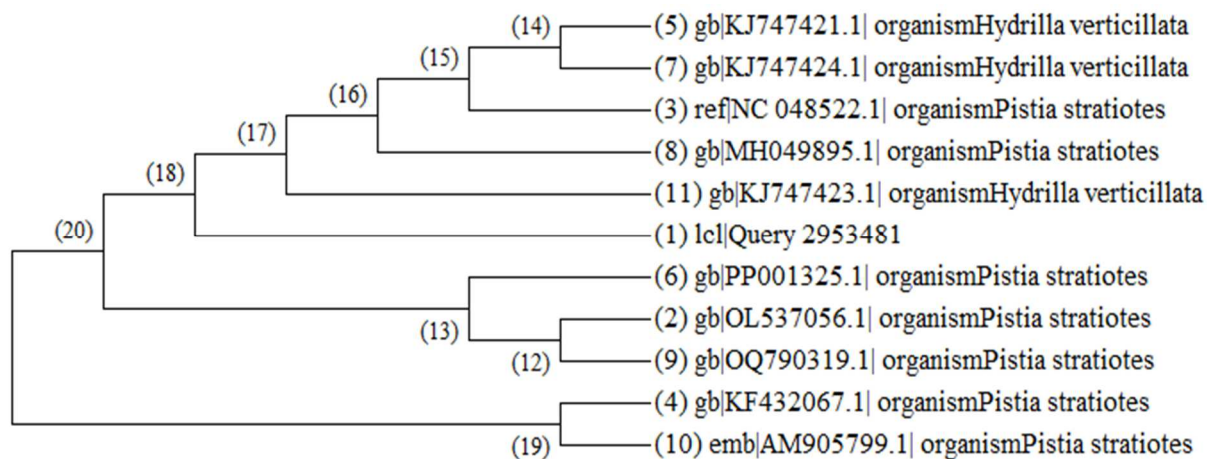 (14)
(5) gb|KJ747421.1| organismHydrilla verticillata
(15)
(7) gb|KJ747424.1| organismHydrilla verticillata
(16)
(3) ref|NC 048522.1| organismPistia stratiotes
(17)
(8) gb|MH049895.1| organismPistia stratiotes
(18)
(11) gb|KJ747423.1| organismHydrilla verticillata
(20)
(1) lcl|Query 2953481
(6) gb|PP001325.1| organismPistia stratiotes
(13)
(2) gb|OL537056.1| organismPistia stratiotes
(12)
(9) gb|OQ790319.1| organismPistia stratiotes
(4) gb|KF432067.1| organismPistia stratiotes
(19)
(10) emb|AM905799.1| organismPistia stratiotes